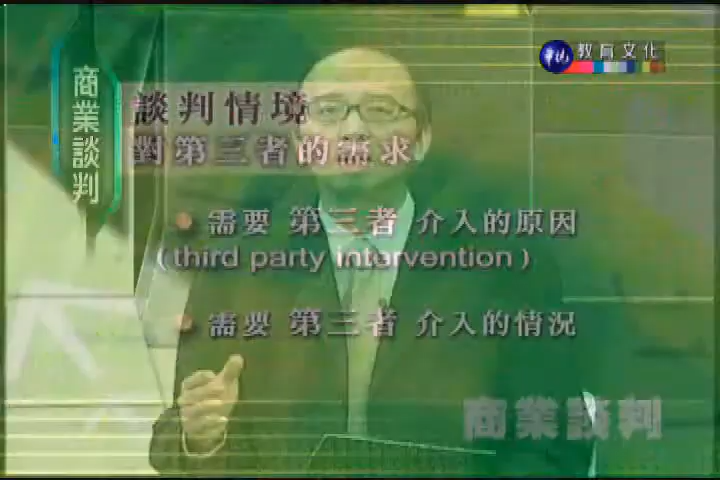 華視 教育文化
商業談判
談判情境
對第三者的需求
需要 第三者 介入的原因
(third party intervention)
需要 第三者 介入的情況
商業談判